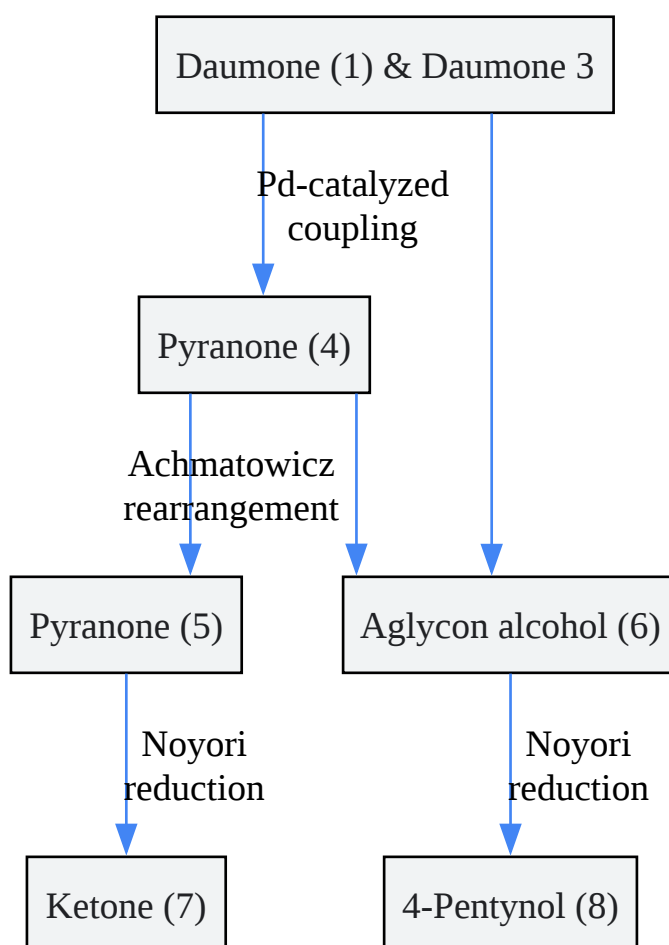 Daumone (1) & Daumone 3
Pd-catalyzed
coupling
Pyranone (4)
Achmatowicz
rearrangement
Pyranone (5)
Aglycon alcohol (6)
Noyori
reduction
Noyori
reduction
Ketone (7)
4-Pentynol (8)